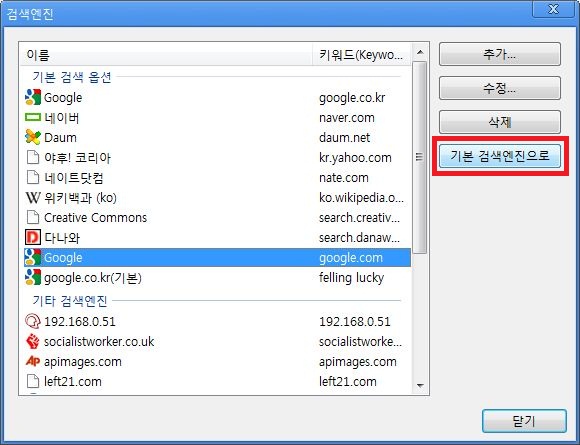 검색엔진
이름 키워드(Keywo...
기본 검색 옵션
Google google.co.kr
네이버 naver.com
Daum daum.net
야후! 코리아 kr.yahoo.com
네이트닷컴 nate.com
W 위키백과 (ko) ko.wikipedia.o...
Creative Commons search.creativ...
D 다나와 search.danaw...
Google google.com
google.co.kr(기본) felling lucky
기타 검색엔진
192.168.0.51 192.168.0.51
socialistworker.co.uk socialistworke...
AP apimages.com apimages.com
left21.com left21.com
추가...
수정...
삭제
기본 검색엔진으로
닫기